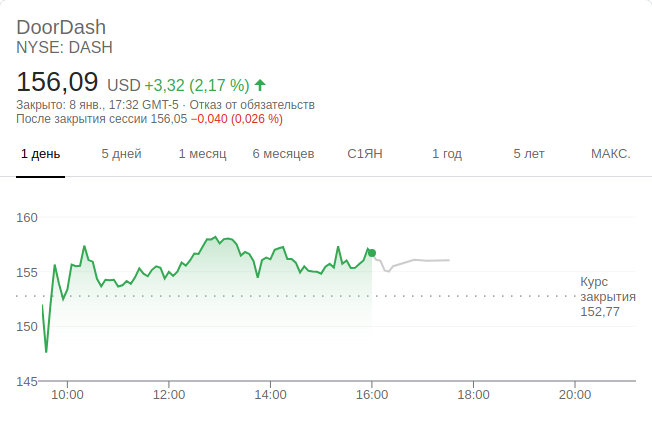 DoorDash
NYSE: DASH
156,09 USD +3,32 (2,17 %)
Закрыто: 8 янв., 17:32 GMT-5 · Отказ от обязательств
После закрытия сессии 156,05 −0,040 (0,026 %)
1 день 5 дней 1 месяц 6 месяцев С1ЯН 1 год 5 лет МАКС.
160
155
Курс
закрытия
152,77
150
145
10:00 12:00 14:00 16:00 18:00 20:00